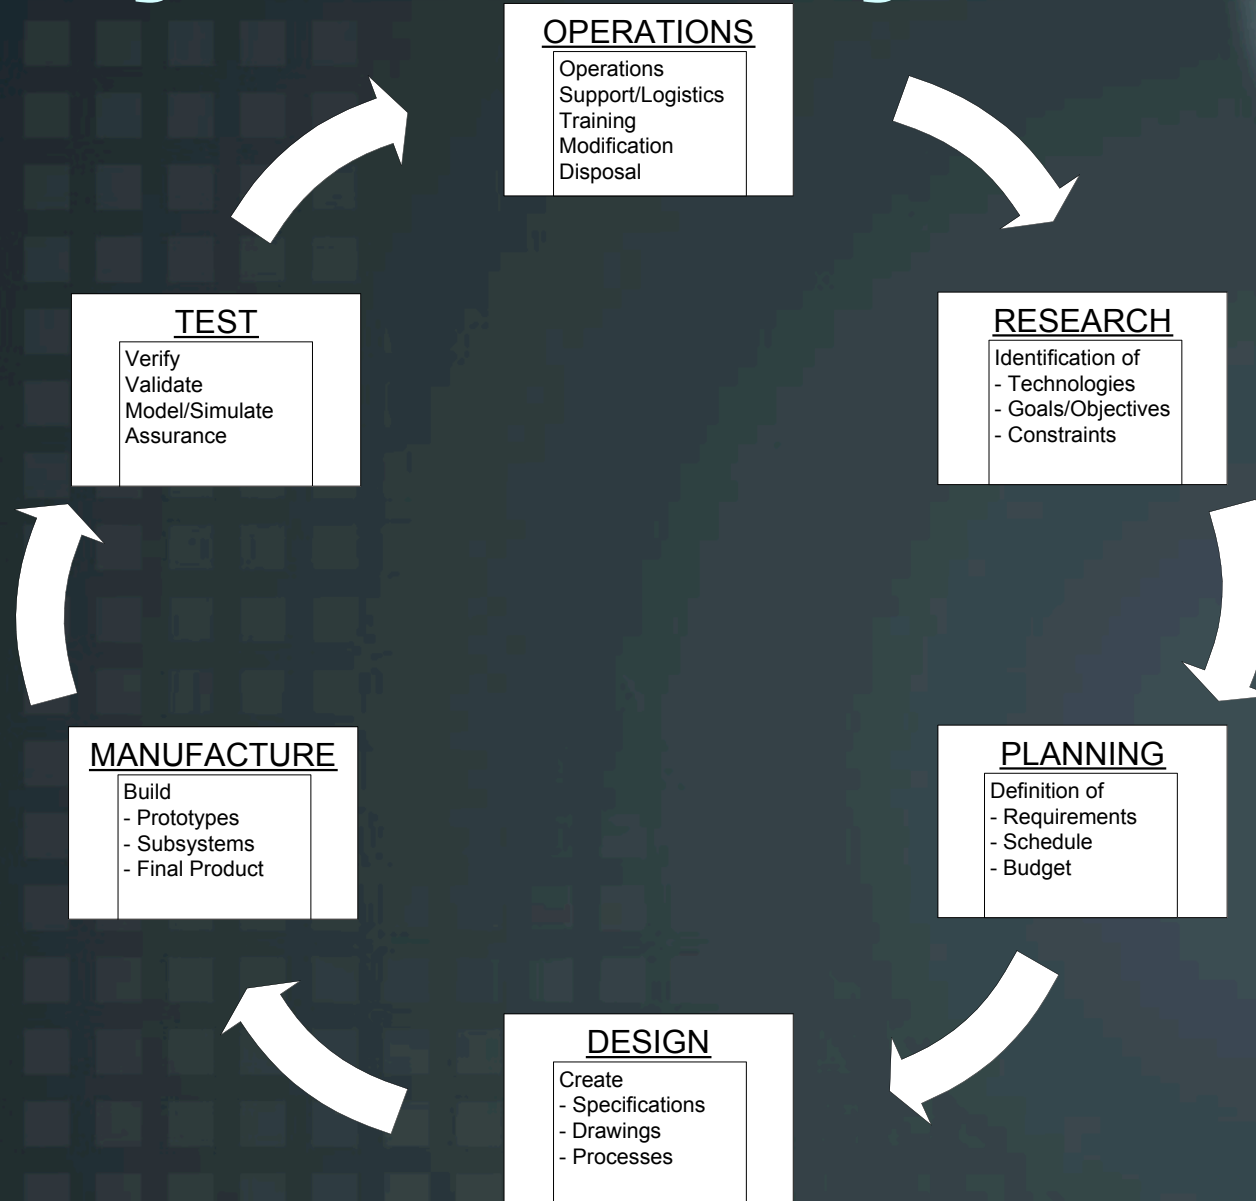 OPERATIONS
Operations
Support/Logistics
Training
Modification
Disposal
RESEARCH
Identification of
- Technologies
- Goals/Objectives
- Constraints
PLANNING
Definition of
- Requirements
- Schedule
- Budget
DESIGN
Create
- Specifications
- Drawings
- Processes
MANUFACTURE
Build
- Prototypes
- Subsystems
- Final Product
TEST
Verify
Validate
Model/Simulate
Assurance